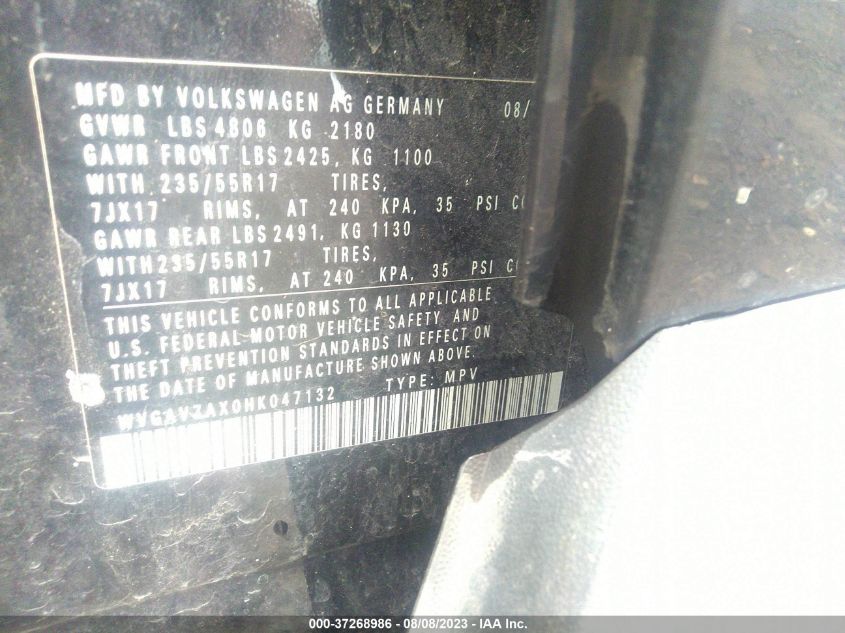 MFD BY VOLKSWAGEN AG GERMANY 08/
GVWR LBS 4806 KG 2180
GAWR FRONT LBS 2425, KG 1100
WITH 235/55R17 TIRES,
7JX17 RIMS, AT 240 KPA, 35 PSI CO
GAWR REAR LBS 2491, KG 1130
WITH 235/55R17 TIRES,
7JX17 RIMS, AT 240 KPA, 35 PSI C
THIS VEHICLE CONFORMS TO ALL APPLICABLE
U.S. FEDERAL MOTOR VEHICLE SAFETY AND
THEFT PREVENTION STANDARDS IN EFFECT ON
THE DATE OF MANUFACTURE SHOWN ABOVE.
WVGAV7AX0HK047132 TYPE: MPV
000-37268986 - 08/08/2023 - IAA Inc.